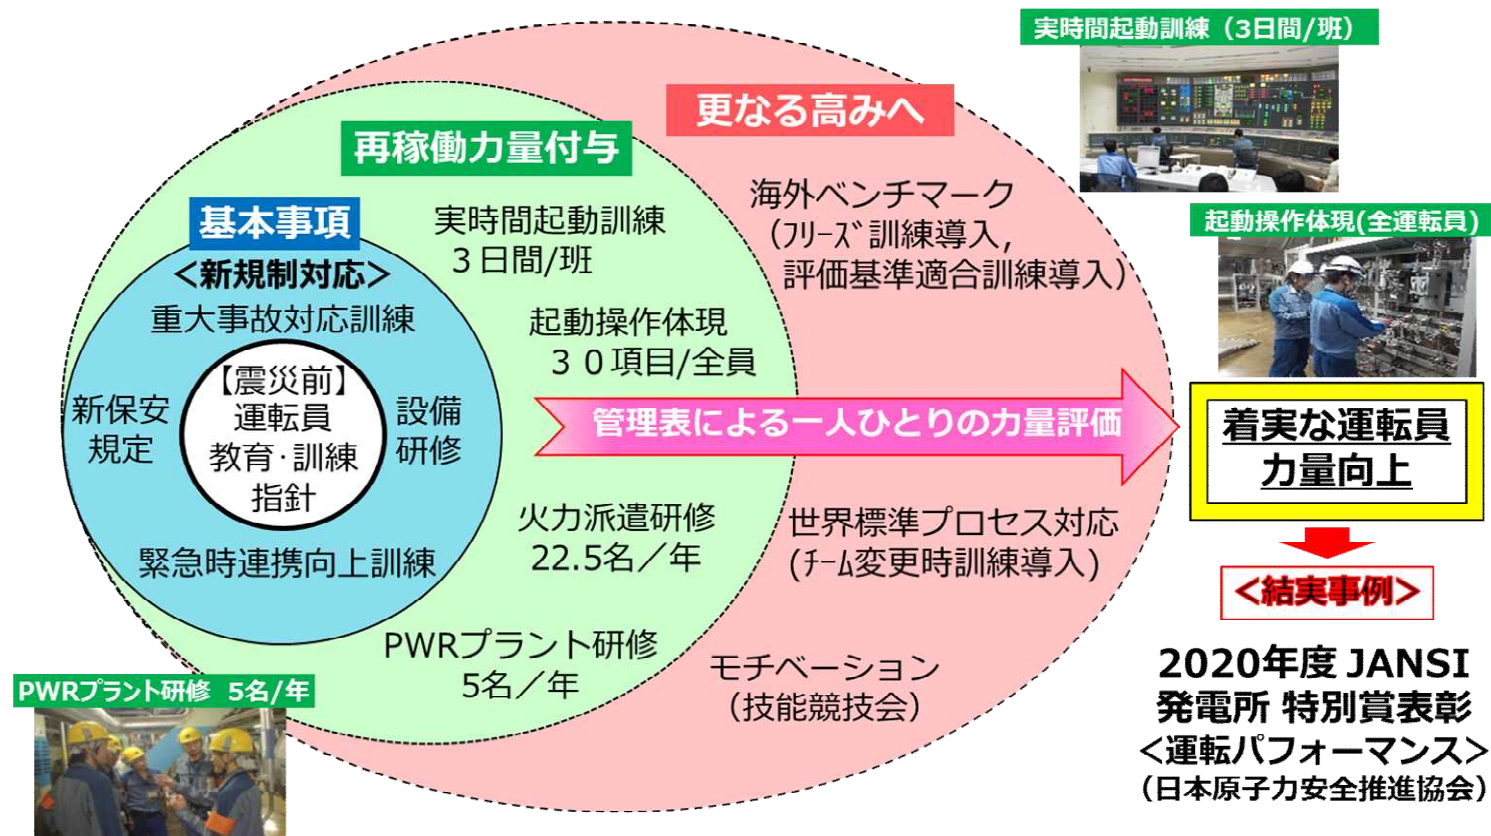 実時間起動訓練（3日間/班）
更なる高みへ
再稼働力量付与
海外ベンチマーク
（ﾌﾘｰｽﾞ訓練導入,
評価基準適合訓練導入）
基本事項
実時間起動訓練
３日間/班
起動操作体現(全運転員)
＜新規制対応＞
重大事故対応訓練
起動操作体現
３０項目/全員
【震災前】
運転員
教育･訓練
指針
新保安
規定
設備
研修
管理表による一人ひとりの力量評価
着実な運転員
力量向上
火力派遣研修
22.5名／年
世界標準プロセス対応
(ﾁｰﾑ変更時訓練導入)
緊急時連携向上訓練
＜結実事例＞
PWRプラント研修
5名／年
モチベーション
（技能競技会）
2020年度 JANSI
発電所 特別賞表彰
＜運転パフォーマンス＞
（日本原子力安全推進協会）
PWRプラント研修 5名/年